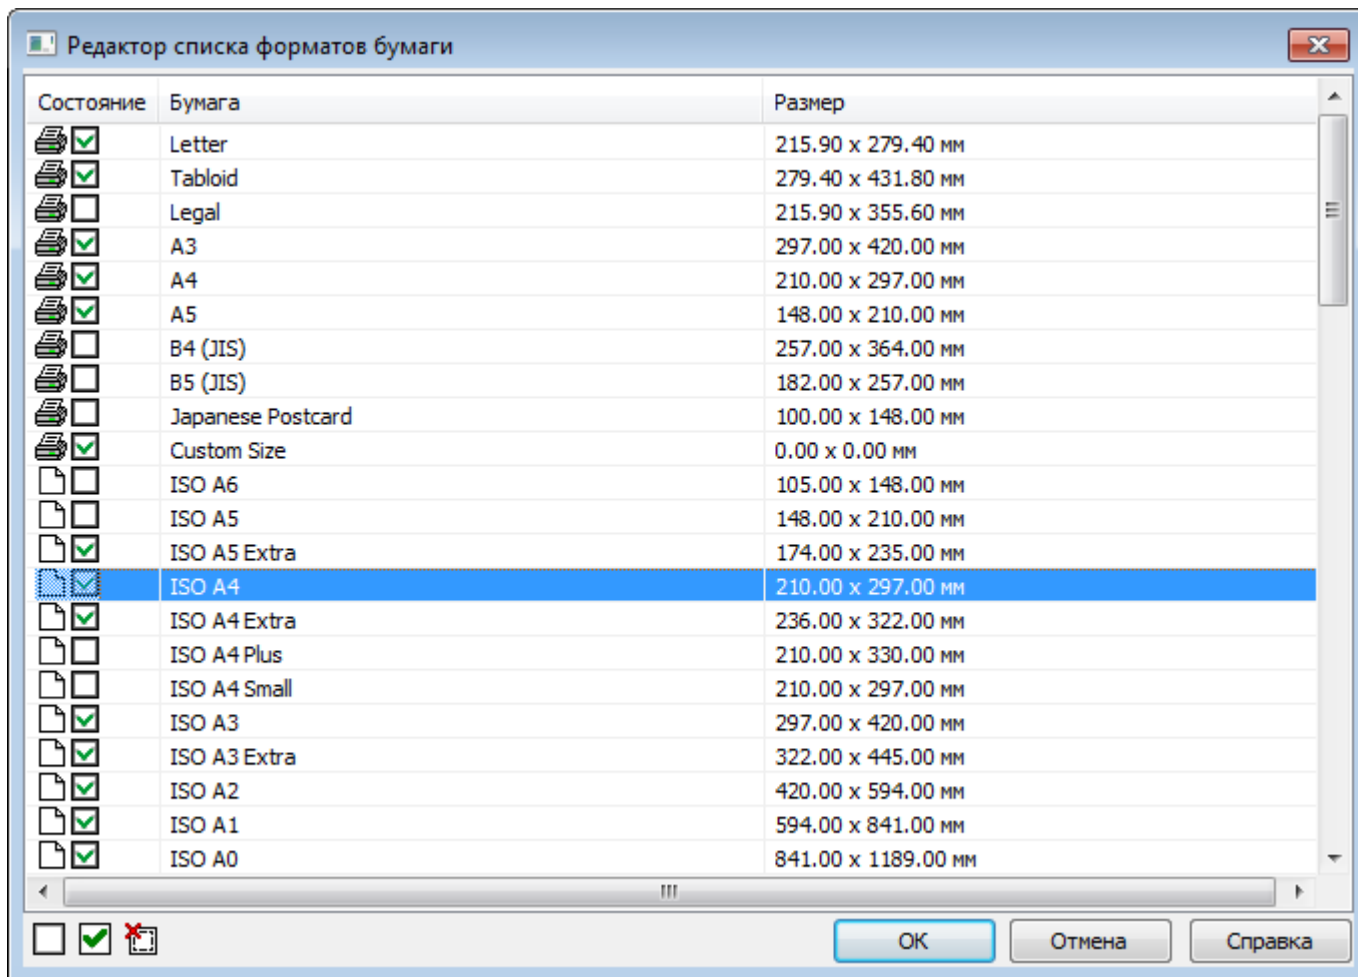 Редактор списка форматов бумаги
Состояние Бумага Размер
Letter 215.90 x 279.40 мм
Tabloid 279.40 x 431.80 мм
Legal 215.90 x 355.60 мм
A3 297.00 x 420.00 мм
A4 210.00 x 297.00 мм
A5 148.00 x 210.00 мм
B4 (JIS) 257.00 x 364.00 мм
B5 (JIS) 182.00 x 257.00 мм
Japanese Postcard 100.00 x 148.00 мм
Custom Size 0.00 x 0.00 мм
ISO A6 105.00 x 148.00 мм
ISO A5 148.00 x 210.00 мм
ISO A5 Extra 174.00 x 235.00 мм
ISO A4 210.00 x 297.00 мм
ISO A4 Extra 236.00 x 322.00 мм
ISO A4 Plus 210.00 x 330.00 мм
ISO A4 Small 210.00 x 297.00 мм
ISO A3 297.00 x 420.00 мм
ISO A3 Extra 322.00 x 445.00 мм
ISO A2 420.00 x 594.00 мм
ISO A1 594.00 x 841.00 мм
ISO A0 841.00 x 1189.00 мм
ОК Отмена Справка